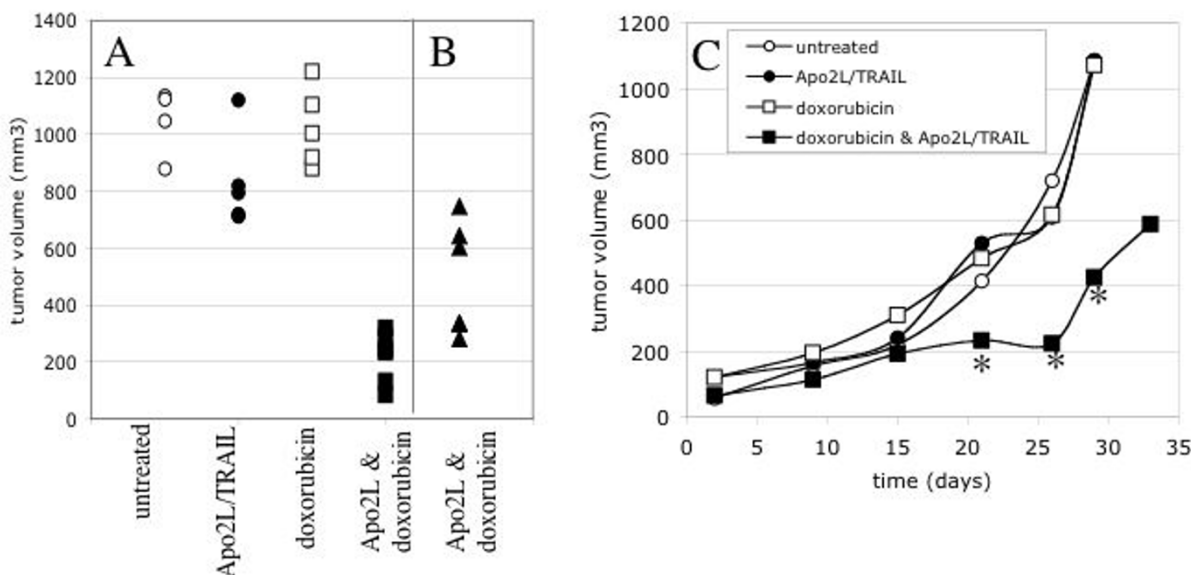 A
B
tumor volume (mm3)
1400
1200
1000
800
600
400
200
0
untreated
Apo2L/TRAIL
doxorubicin
Apo2L &
doxorubicin
Apo2L &
doxorubicin
C
untreated
Apo2L/TRAIL
doxorubicin
doxorubicin & Apo2L/TRAIL
tumor volume (mm3)
1200
1000
800
600
400
200
0
*
*
*
0 5 10 15 20 25 30 35
time (days)